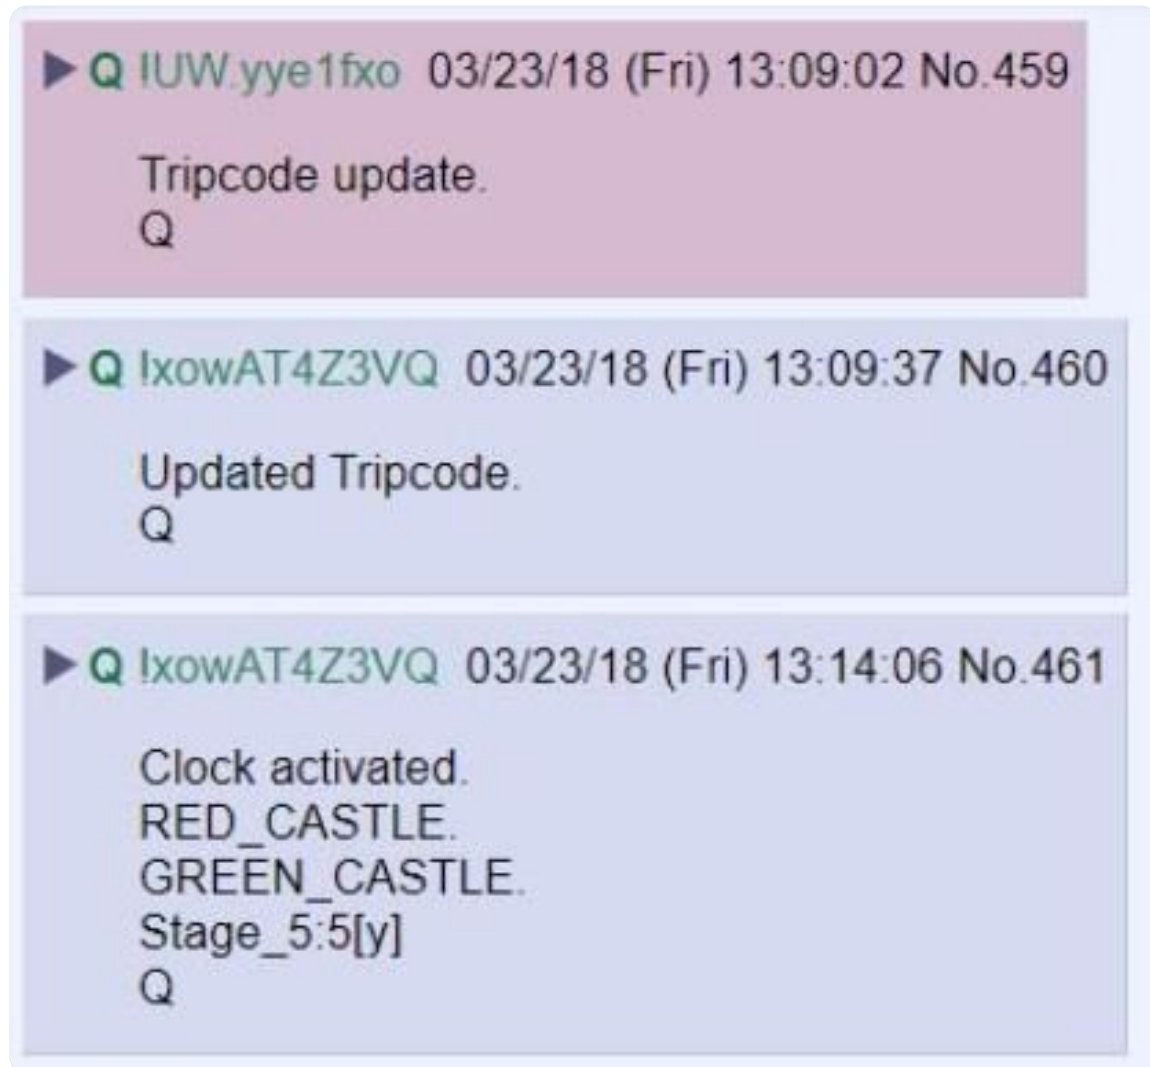 Q !UW.yye1fxo 03/23/18 (Fri) 13:09:02 No.459
Tripcode update.
Q
Q !xowAT4Z3VQ 03/23/18 (Fri) 13:09:37 No.460
Updated Tripcode.
Q
Q !xowAT4Z3VQ 03/23/18 (Fri) 13:14:06 No.461
Clock activated.
RED_CASTLE.
GREEN_CASTLE.
Stage_5:5[y]
Q